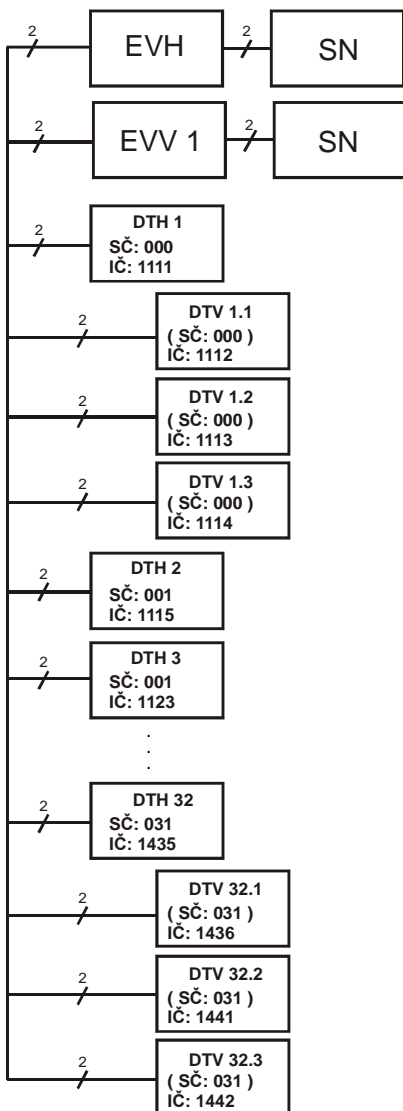 2
EVH
2
SN
2
EVV 1
2
SN
2
DTH 1
SČ: 000
IČ: 1111
2
DTV 1.1
( SČ: 000 )
IČ: 1112
2
DTV 1.2
( SČ: 000 )
IČ: 1113
2
DTV 1.3
( SČ: 000 )
IČ: 1114
2
DTH 2
SČ: 001
IČ: 1115
2
DTH 3
SČ: 001
IČ: 1123
.
.
.
2
DTH 32
SČ: 031
IČ: 1435
2
DTV 32.1
( SČ: 031 )
IČ: 1436
2
DTV 32.2
( SČ: 031 )
IČ: 1441
2
DTV 32.3
( SČ: 031 )
IČ: 1442